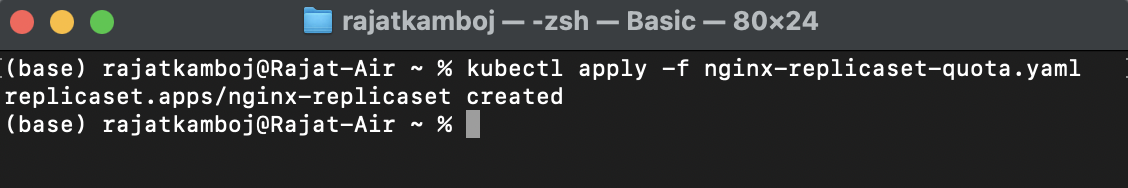 rajatkamboj — -zsh — Basic — 80×24
(base) rajatkamboj@Rajat-Air ~ % kubectl apply -f nginx-replicaset-quota.yaml
replicaset.apps/nginx-replicaset created
(base) rajatkamboj@Rajat-Air ~ %